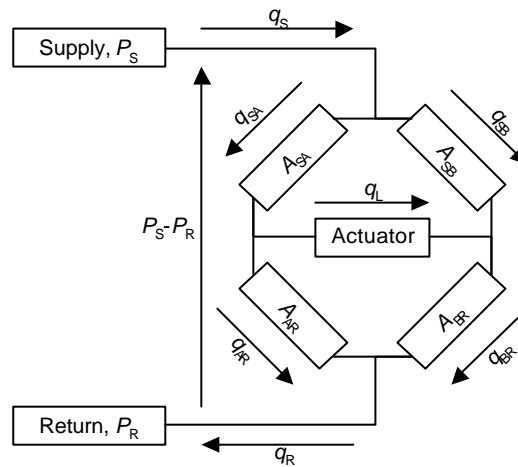 q_S
Supply, P_S
q_SA
q_SB
A_SA
A_SB
q_L
P_S-P_R
Actuator
A_AR
A_BR
q_AR
q_BR
Return, P_R
q_R